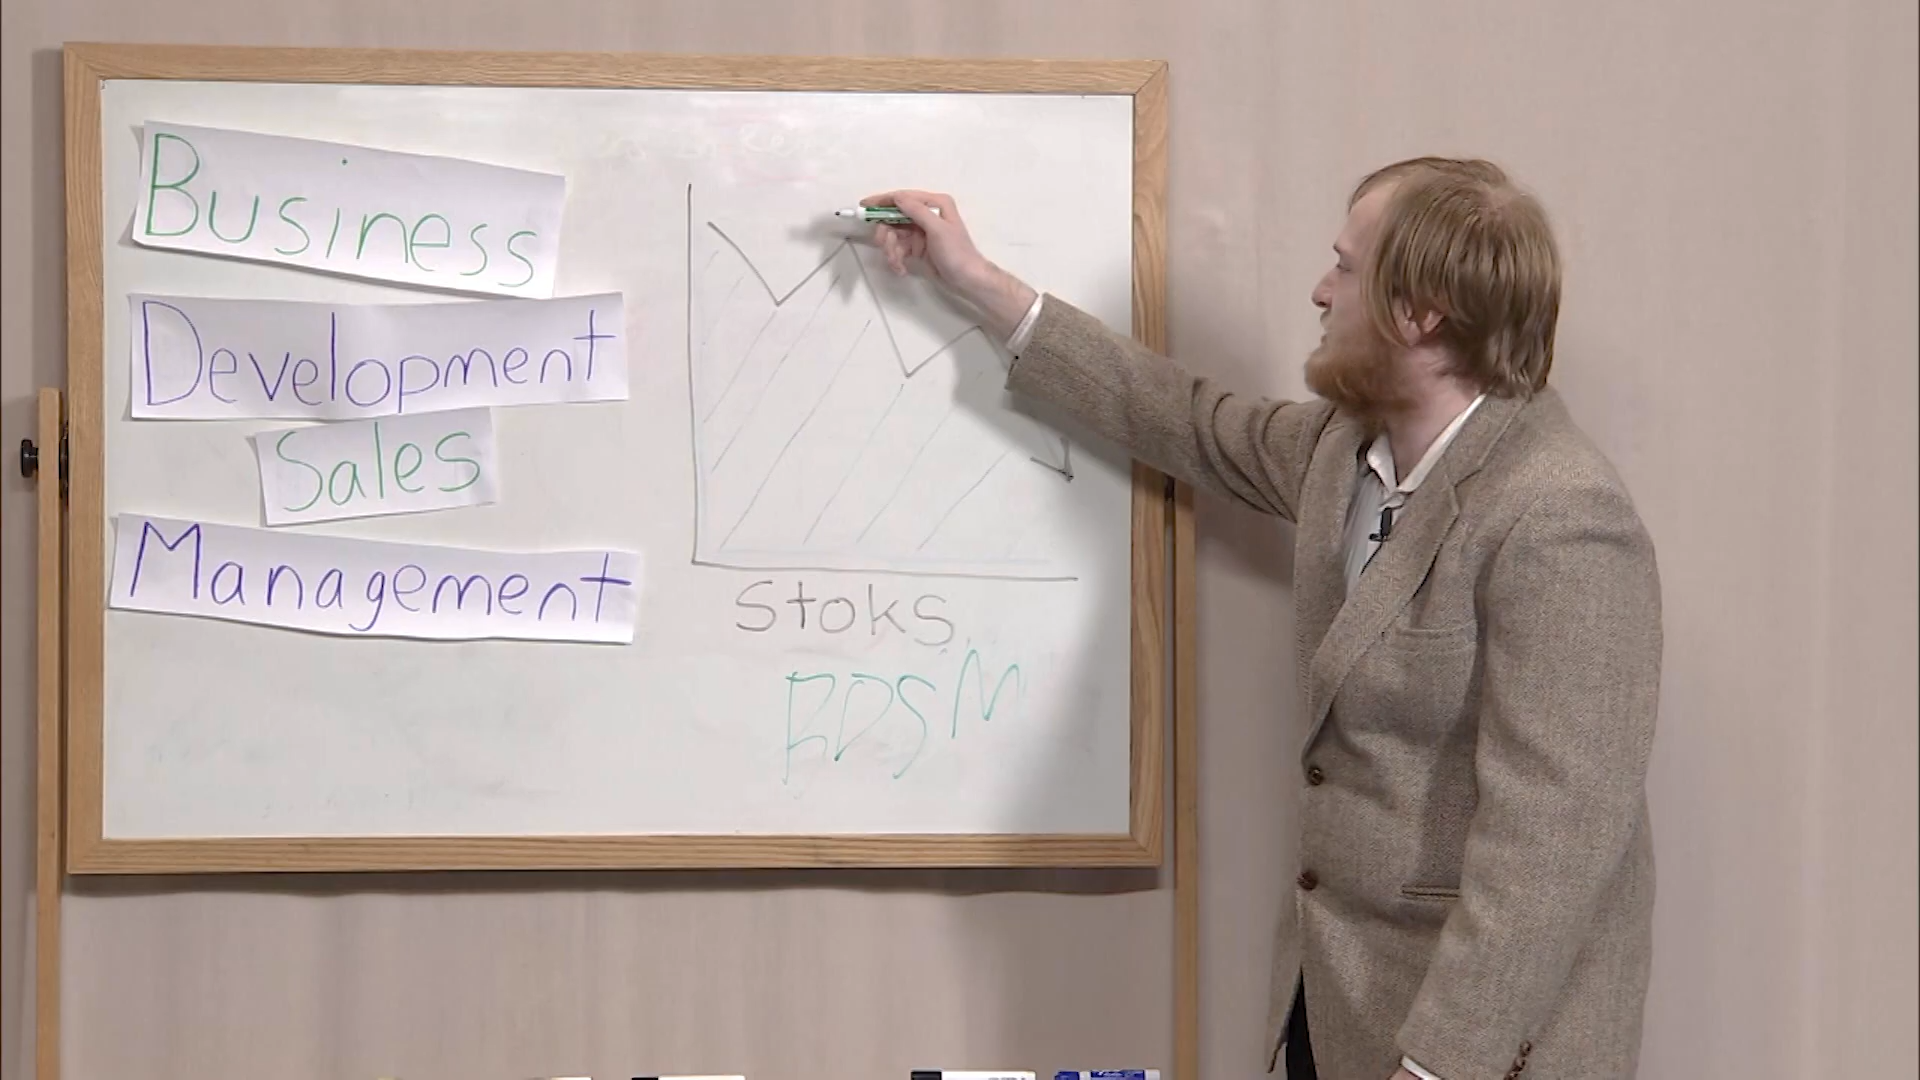 Business
Development
Sales
Management
Stoks
BDSM